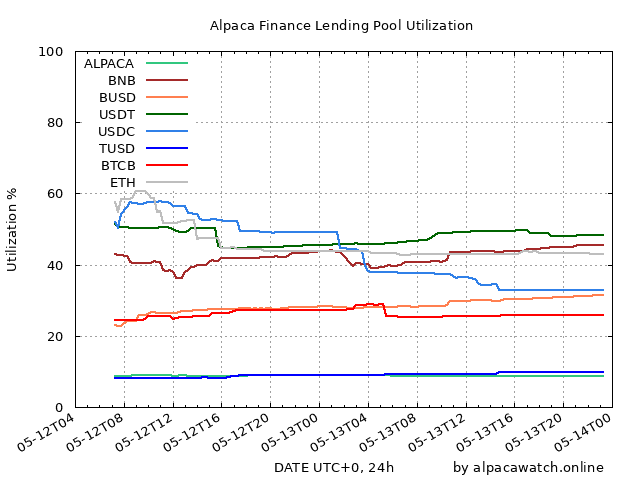 Alpaca Finance Lending Pool Utilization
100
80
60
40
20
0
Utilization %
ALPACA
BNB
BUSD
USDT
USDC
TUSD
BTCB
ETH
05-12T04
05-12T08
05-12T12
05-12T16
05-12T20
05-13T00
05-13T04
05-13T08
05-13T12
05-13T16
05-13T20
05-14T00
DATE UTC+0, 24h
by alpacawatch.online